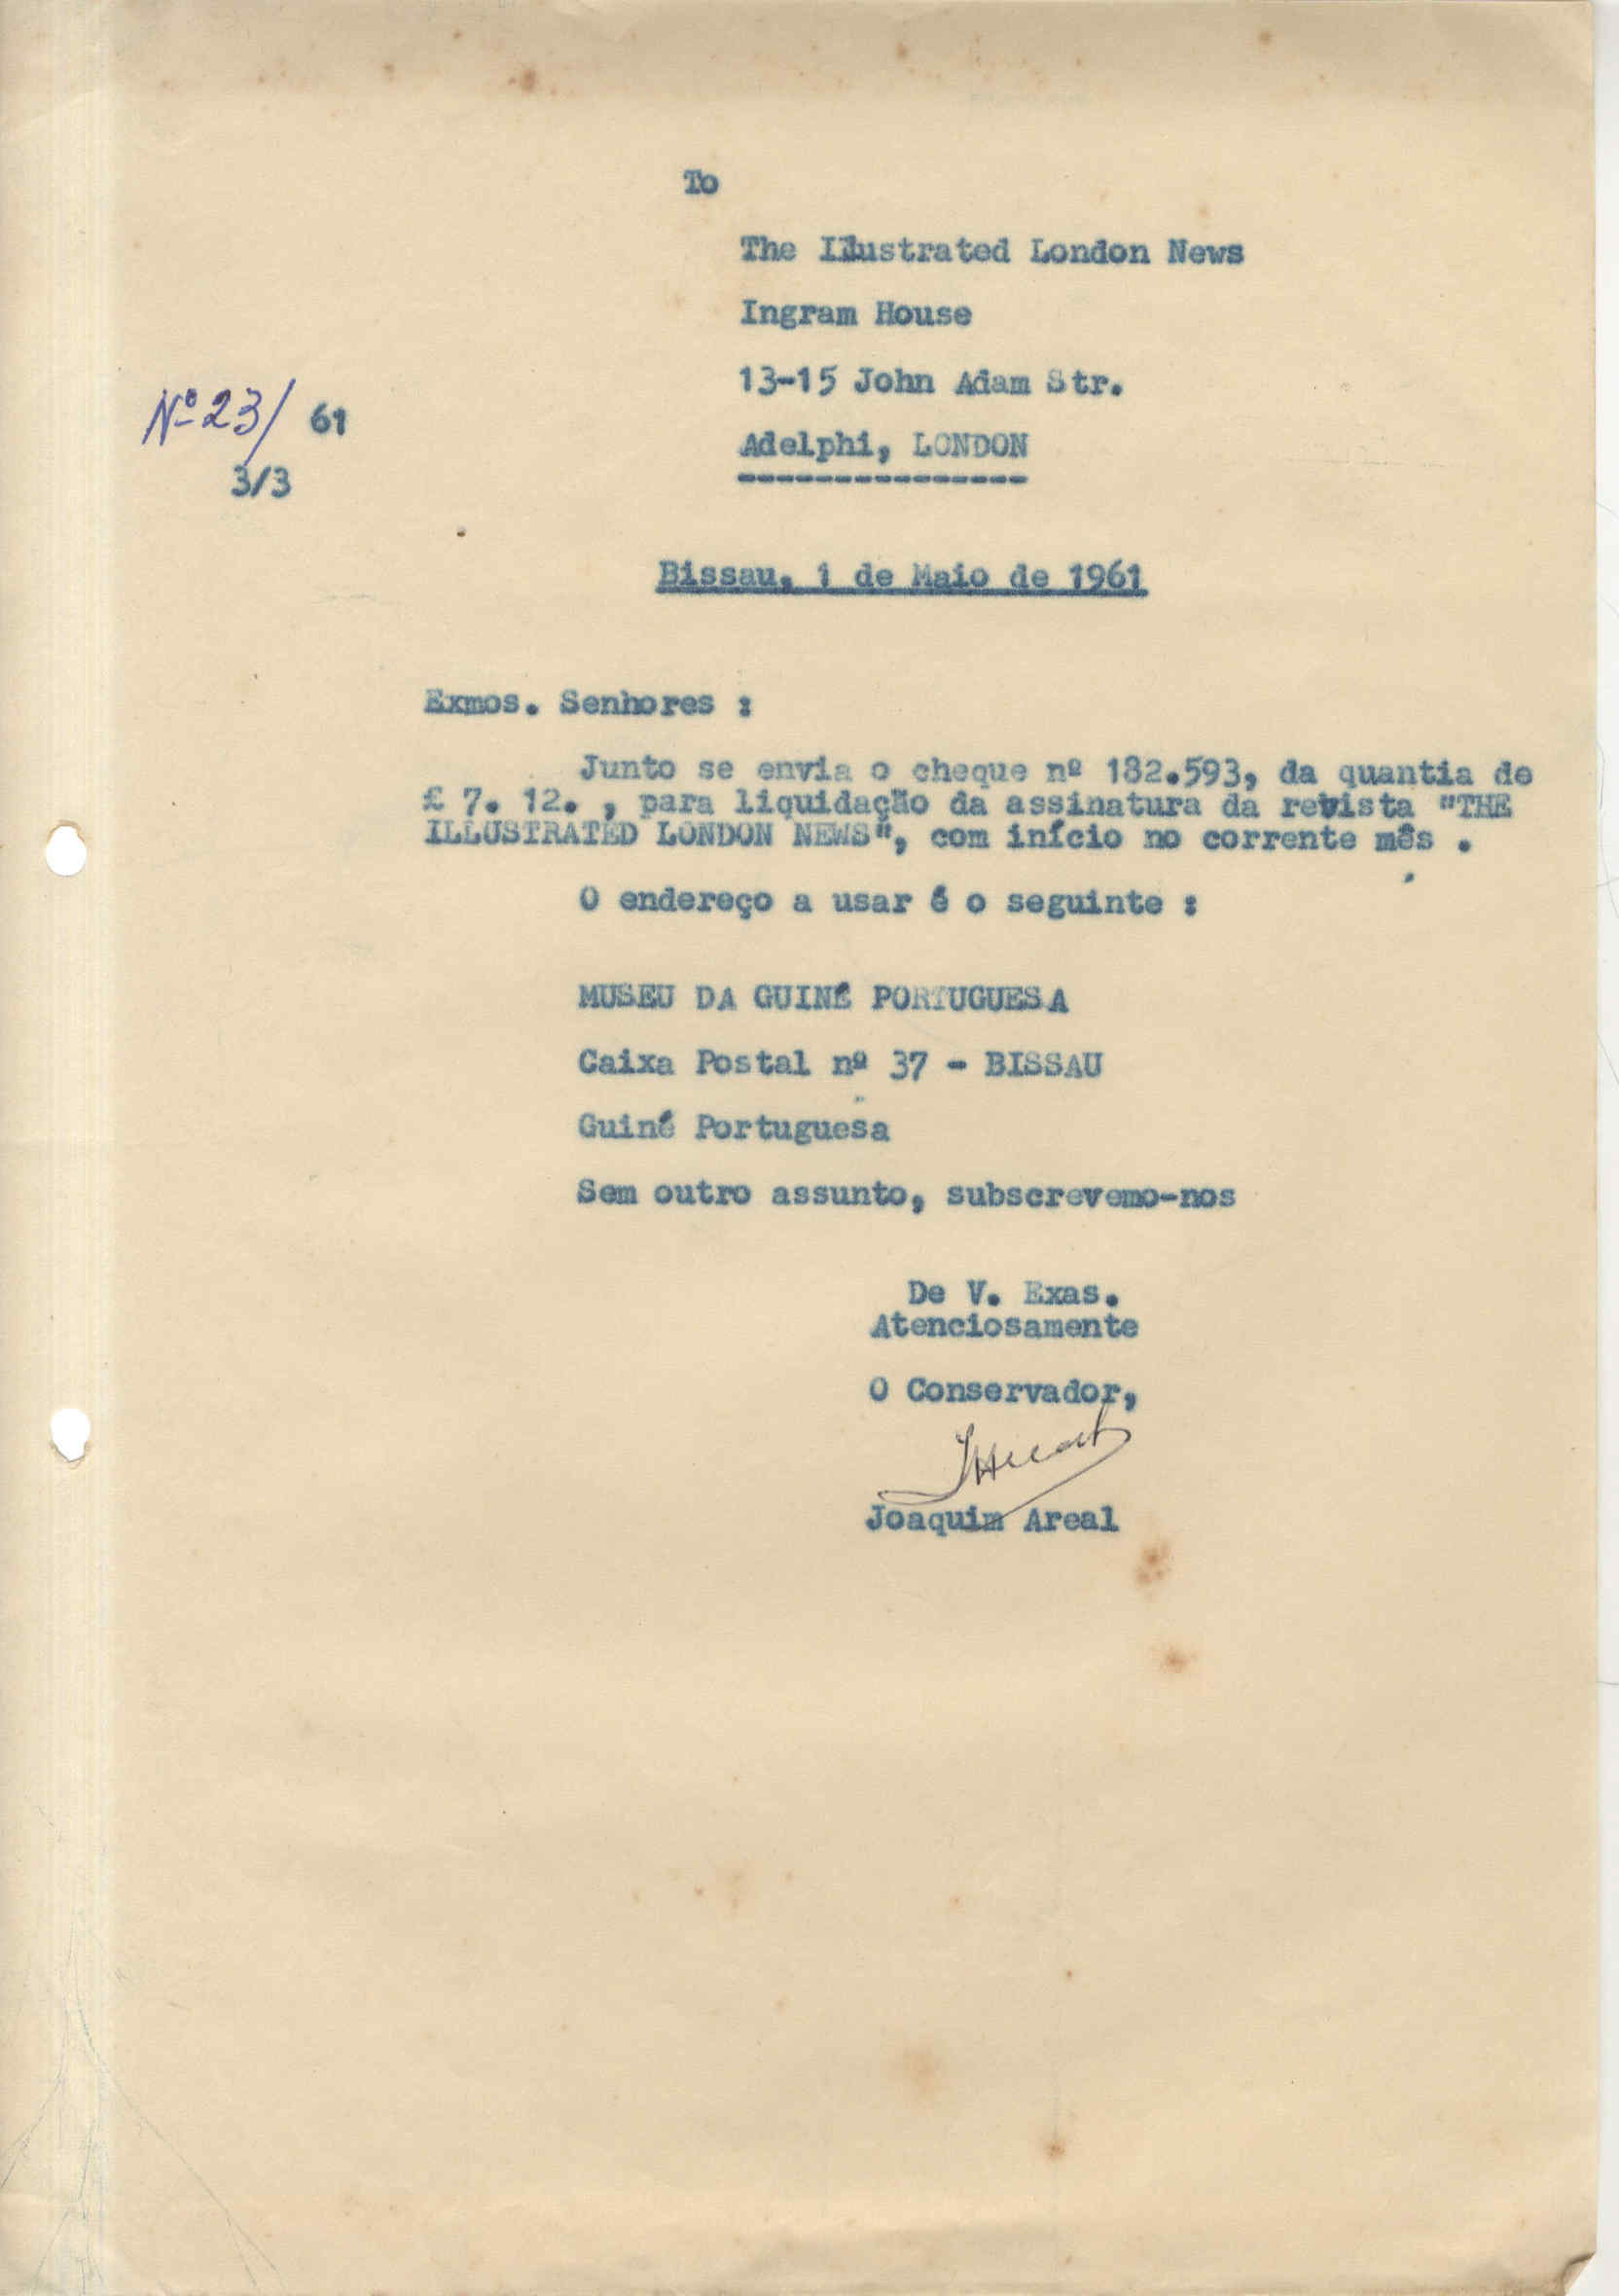 To
The Illustrated London News
Ingram House
13-15 John Adam Str.
Nº 23/ 61
Adelphi, LONDON
3/3
Bissau, 1 de Maio de 1961
Exmos. Senhores :
Junto se envia o cheque nº 182.593, da quantia de
£ 7. 12. , para liquidação da assinatura da revista "THE
ILLUSTRATED LONDON NEWS", com início no corrente mês .
O endereço a usar é o seguinte :
MUSEU DA GUINÉ PORTUGUESA
Caixa Postal nº 37 - BISSAU
Guiné Portuguesa
Sem outro assunto, subscrevemo-nos
De V. Exas.
Atenciosamente
O Conservador,
Joaquim Areal